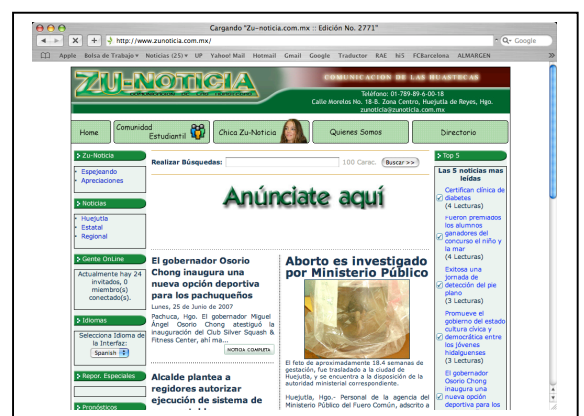 Cargando "Zu-noticia.com.mx :: Edición No. 2771"
http://www.zunoticia.com.mx/
Google
Apple Bolsa de Trabajo Noticias (25) UP Yahoo! Mail Hotmail Gmail Google Traductor RAE hi5 FCBarcelona ALMARGEN
ZU-NOTICIA
COMUNICACION DE LAS HUASTECAS
Teléfono: 01-789-89-6-00-18
Calle Morelos No. 18-B. Zona Centro, Huejutla de Reyes, Hgo.
zunoticia@zunoticia.com.mx
Home
Comunidad
Estudiantil
Chica Zu-Noticia
Quienes Somos
Directorio
Zu-Noticia
Espejeando
Apreciaciones
Noticias
Huejutla
Estatal
Regional
Gente OnLine
Actualmente hay 24
invitados, 0
miembro(s)
conectado(s).
Idiomas
Selecciona Idioma de
la Interfaz:
Spanish
Repor. Especiales
Pronósticos
Realizar Búsquedas:
100 Carac.
Buscar >>
Anúnciate aquí
El gobernador Osorio
Chong inaugura una
nueva opción deportiva
para los pachuqueños
Lunes, 25 de Junio de 2007
Pachuca, Hgo. El gobernador Miguel
Ángel Osorio Chong atestiguó la
inauguración del Club Silver Squash &
Fitness Center, ahí ma...
NOTICIA COMPLETA
Alcalde plantea a
regidores autorizar
ejecución de sistema de
Aborto es investigado
por Ministerio Público
El feto de aproximadamente 18.4 semanas de
gestación, fue trasladado a la ciudad de
Huejutla, y se encuentra a la disposición de la
autoridad ministerial correspondiente.
Huejutla, Hgo.- Personal de la agencia del
Ministerio Público del Fuero Común, adscrito a
Top 5
Las 5 noticias mas
leídas
Certifican clínica de
diabetes
(4 Lecturas)
Fueron premiados
los alumnos
ganadores del
concurso el niño y
la mar
(4 Lecturas)
Exitosa una
jornada de
detección del pie
plano
(3 Lecturas)
Promueve el
gobierno del estado
cultura cívica y
democrática entre
los jóvenes
hidalguenses
(3 Lecturas)
El gobernador
Osorio Chong
inaugura una
nueva opción
deportiva para los